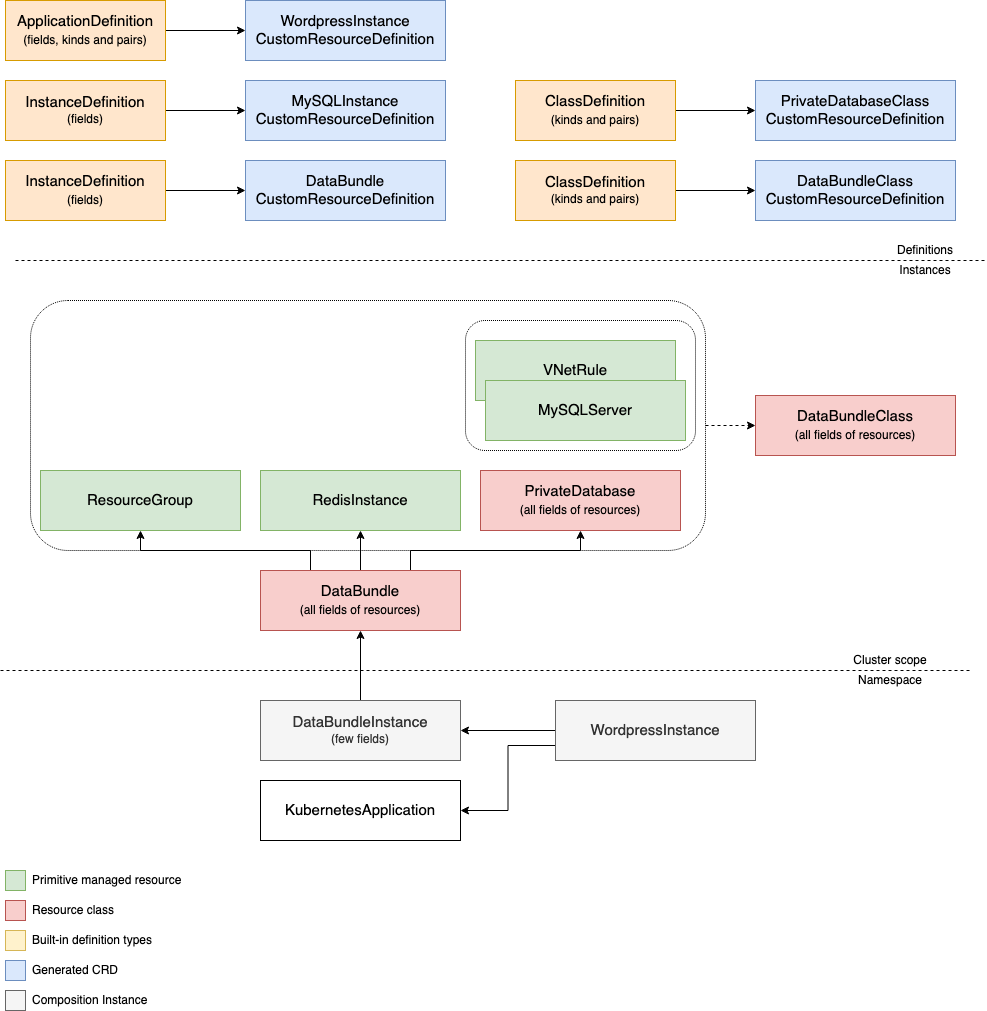 ApplicationDefinition
(fields, kinds and pairs)
WordpressInstance
CustomResourceDefinition
InstanceDefinition
(fields)
MySQLInstance
CustomResourceDefinition
ClassDefinition
(kinds and pairs)
PrivateDatabaseClass
CustomResourceDefinition
InstanceDefinition
(fields)
DataBundle
CustomResourceDefinition
ClassDefinition
(kinds and pairs)
DataBundleClass
CustomResourceDefinition
Definitions
Instances
VNetRule
MySQLServer
DataBundleClass
(all fields of resources)
ResourceGroup
RedisInstance
PrivateDatabase
(all fields of resources)
DataBundle
(all fields of resources)
Cluster scope
Namespace
DataBundleInstance
(few fields)
WordpressInstance
KubernetesApplication
Primitive managed resource
Resource class
Built-in definition types
Generated CRD
Composition Instance